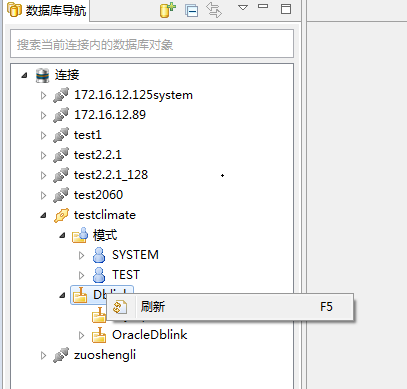 数据库导航
搜索当前连接内的数据库对象
连接
172.16.12.125system
172.16.12.89
test1
test2.2.1
test2.2.1_128
test2060
testclimate
模式
SYSTEM
TEST
刷新 F5
OracleDblink
zuoshengli